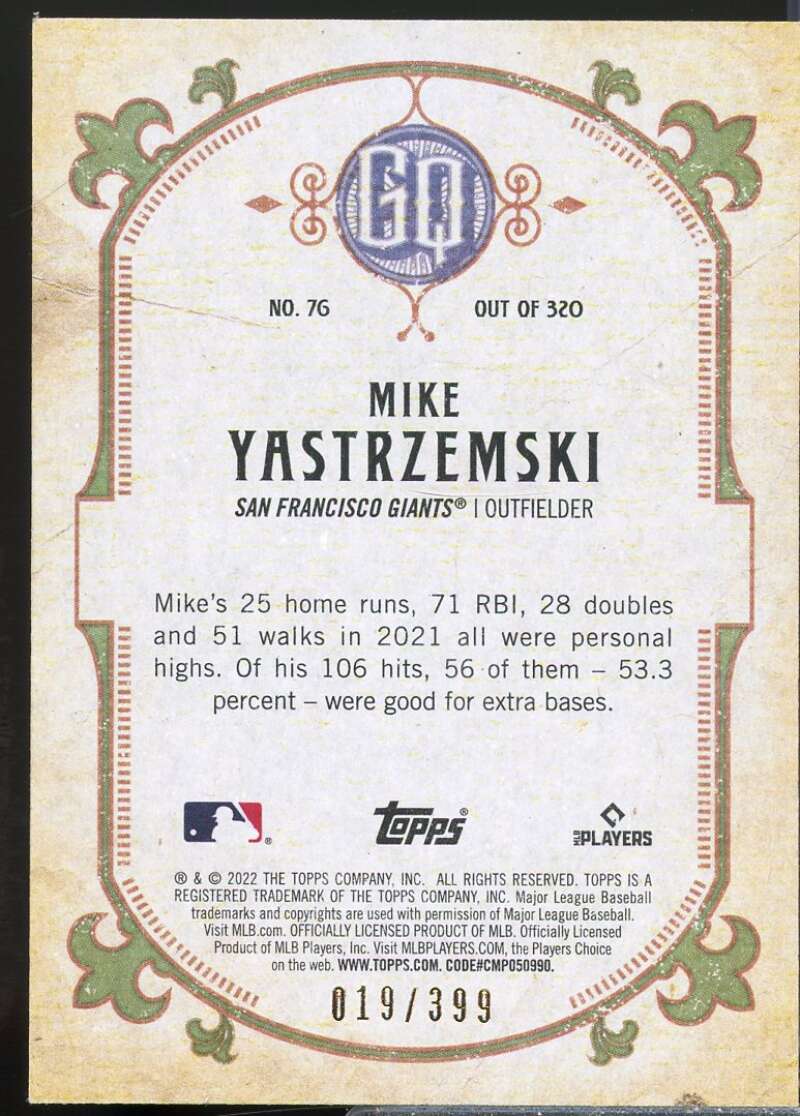 GQ
NO. 76 OUT OF 320
MIKE
YASTRZEMSKI
SAN FRANCISCO GIANTS® | OUTFIELDER
Mike's 25 home runs, 71 RBI, 28 doubles
and 51 walks in 2021 all were personal
highs. Of his 106 hits, 56 of them – 53.3
percent – were good for extra bases.
® Topps® MLB PLAYERS
® & © 2022 THE TOPPS COMPANY, INC. ALL RIGHTS RESERVED. TOPPS IS A
REGISTERED TRADEMARK OF THE TOPPS COMPANY, INC. Major League Baseball
trademarks and copyrights are used with permission of Major League Baseball.
Visit MLB.com. OFFICIALLY LICENSED PRODUCT OF MLB. Officially Licensed
Product of MLB Players, Inc. Visit MLBPLAYERS.COM, the Players Choice
on the web. WWW.TOPPS.COM. CODE#CMP050990.
019/399